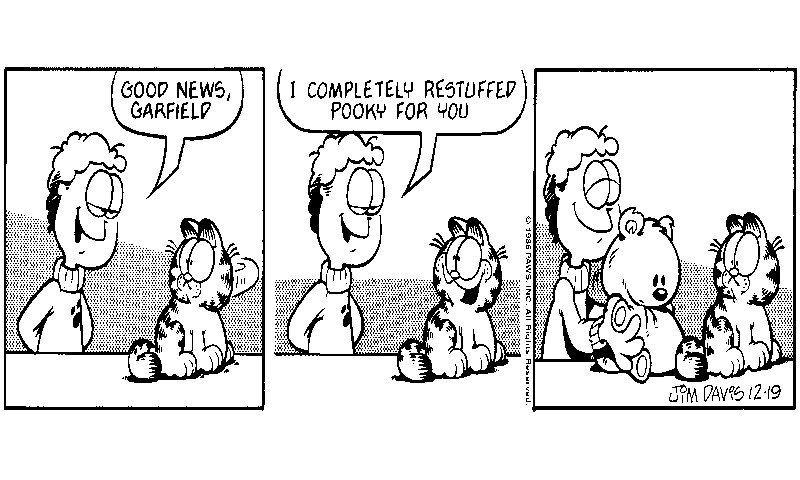 GOOD NEWS,
GARFIELD
I COMPLETELY RESTUFFED
POOKY FOR YOU
© 1986 PAWS, INC. All Rights Reserved.
JIM DAVIS 12·19